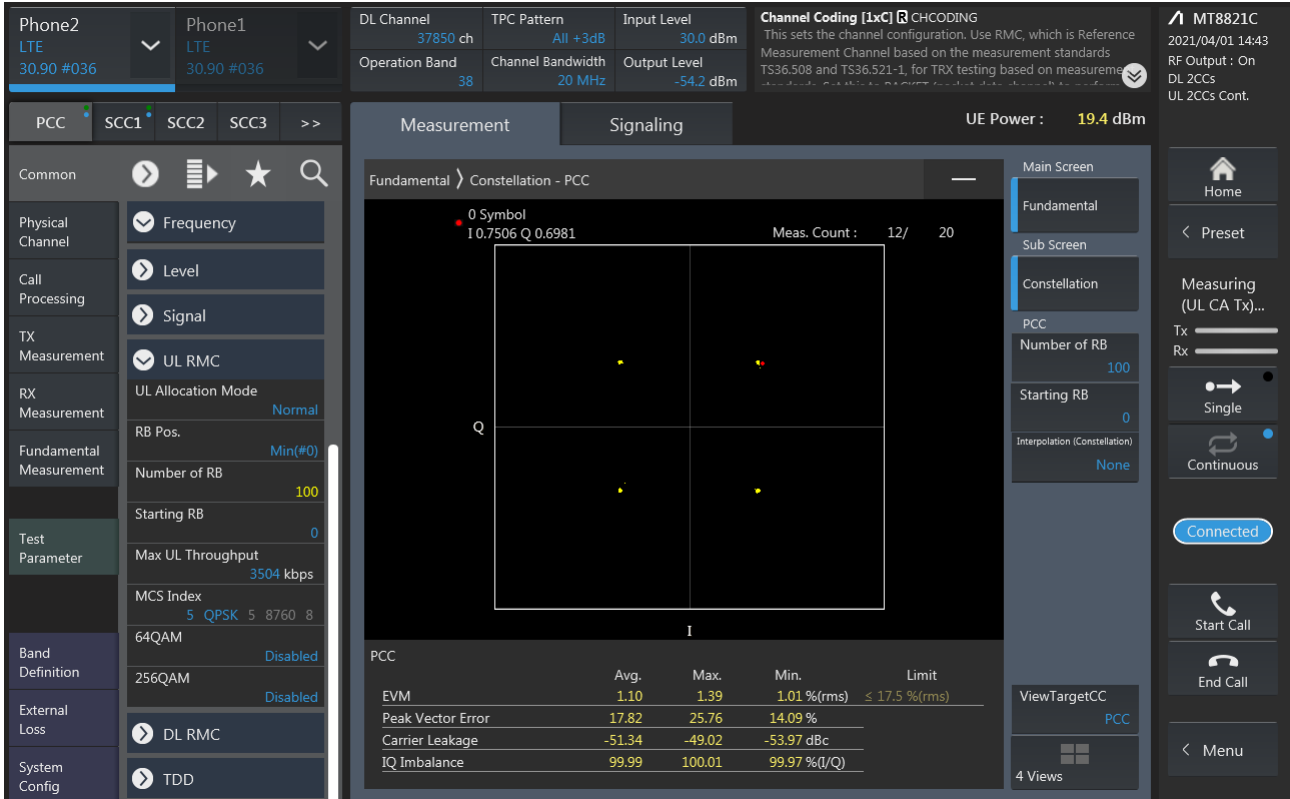 Phone2
LTE
30.90 #036
Phone1
LTE
30.90 #036
DL Channel
37850 ch
TPC Pattern
All +3dB
Input Level
30.0 dBm
Operation Band
38
Channel Bandwidth
20 MHz
Output Level
-54.2 dBm
Channel Coding [1xC] R CHCODING
This sets the channel configuration. Use RMC, which is Reference
Measurement Channel based on the measurement standards
TS36.508 and TS36.521-1, for TRX testing based on measureme
MT8821C
2021/04/01 14:43
RF Output : On
DL 2CCs
UL 2CCs Cont.
PCC
SCC1
SCC2
SCC3
>>
Measurement
Signaling
UE Power : 19.4 dBm
Common
Physical
Channel
Call
Processing
TX
Measurement
RX
Measurement
Fundamental
Measurement
Test
Parameter
Band
Definition
External
Loss
System
Config
Frequency
Level
Signal
UL RMC
UL Allocation Mode
Normal
RB Pos.
Min(#0)
Number of RB
100
Starting RB
0
Max UL Throughput
3504 kbps
MCS Index
5 QPSK 5 8760 8
64QAM
Disabled
256QAM
Disabled
DL RMC
TDD
Fundamental 〉 Constellation - PCC
0 Symbol
I 0.7506 Q 0.6981
Meas. Count : 12/ 20
Q
I
PCC
Avg. Max. Min. Limit
EVM 1.10 1.39 1.01 %(rms) ≤ 17.5 %(rms)
Peak Vector Error 17.82 25.76 14.09 %
Carrier Leakage -51.34 -49.02 -53.97 dBc
IQ Imbalance 99.99 100.01 99.97 %(I/Q)
Main Screen
Fundamental
Sub Screen
Constellation
PCC
Number of RB
100
Starting RB
0
Interpolation (Constellation)
None
ViewTargetCC
PCC
4 Views
Home
< Preset
Measuring
(UL CA Tx)...
Tx
Rx
Single
Continuous
Connected
Start Call
End Call
< Menu